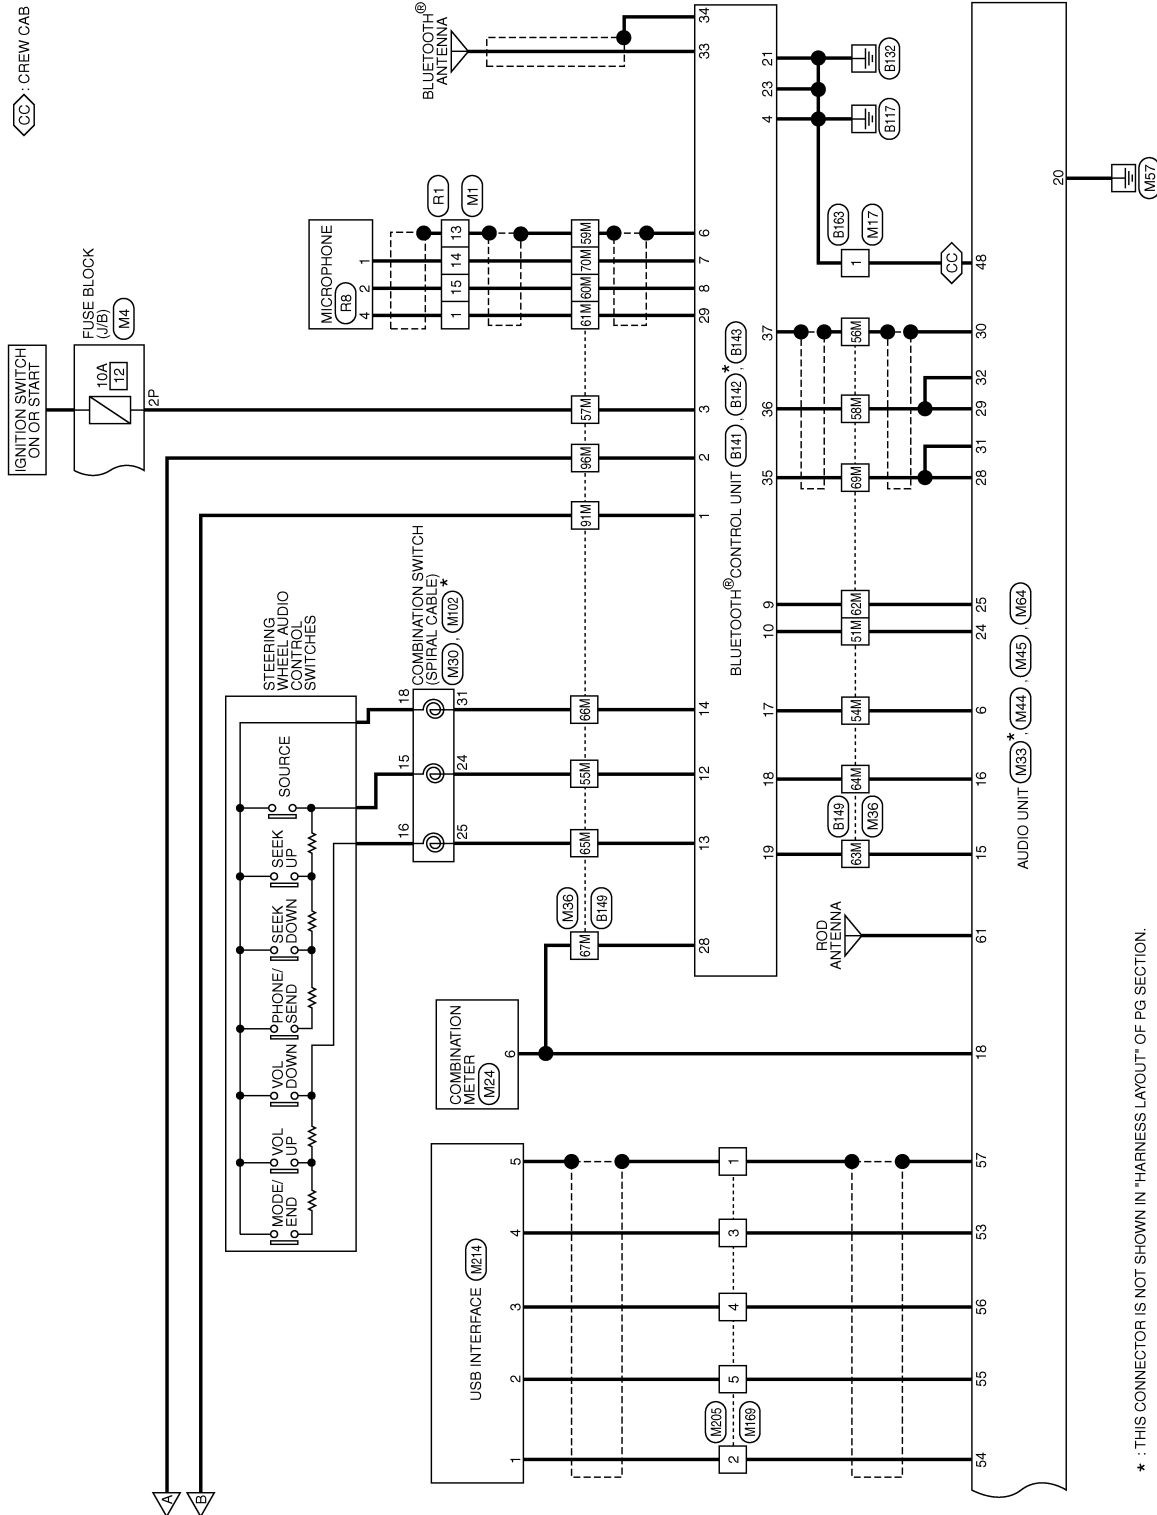 CC : CREW CAB
IGNITION SWITCH
ON OR START
FUSE BLOCK
(J/B)
M4
10A
12
2P
BLUETOOTH®
ANTENNA
34
33
MICROPHONE
R8
1
2
4
R1
M1
13
14
15
1
59M
70M
60M
61M
6
7
8
29
57M
3
96M
2
91M
1
A
B
STEERING
WHEEL AUDIO
CONTROL
SWITCHES
SOURCE
SEEK
UP
SEEK
DOWN
PHONE/
SEND
VOL
DOWN
VOL
UP
MODE/
END
COMBINATION SWITCH
(SPIRAL CABLE)
M30 , M102 *
18
15
16
31
24
25
66M
55M
65M
14
12
13
M36
B149
67M
28
COMBINATION
METER
M24
6
18
BLUETOOTH® CONTROL UNIT B141 , B142 * , B143
21
23
4
B132
B117
B163
M17
1
CC
48
20
M57
37
36
35
56M
58M
69M
30
32
29
31
28
9
10
62M
51M
25
24
17
54M
6
18
64M
16
B149
M36
19
63M
15
ROD
ANTENNA
61
AUDIO UNIT M33 * , M44 , M45 , M64
USB INTERFACE M214
5
4
3
2
1
1
3
4
5
2
M205
M169
57
53
56
55
54
* : THIS CONNECTOR IS NOT SHOWN IN "HARNESS LAYOUT" OF PG SECTION.